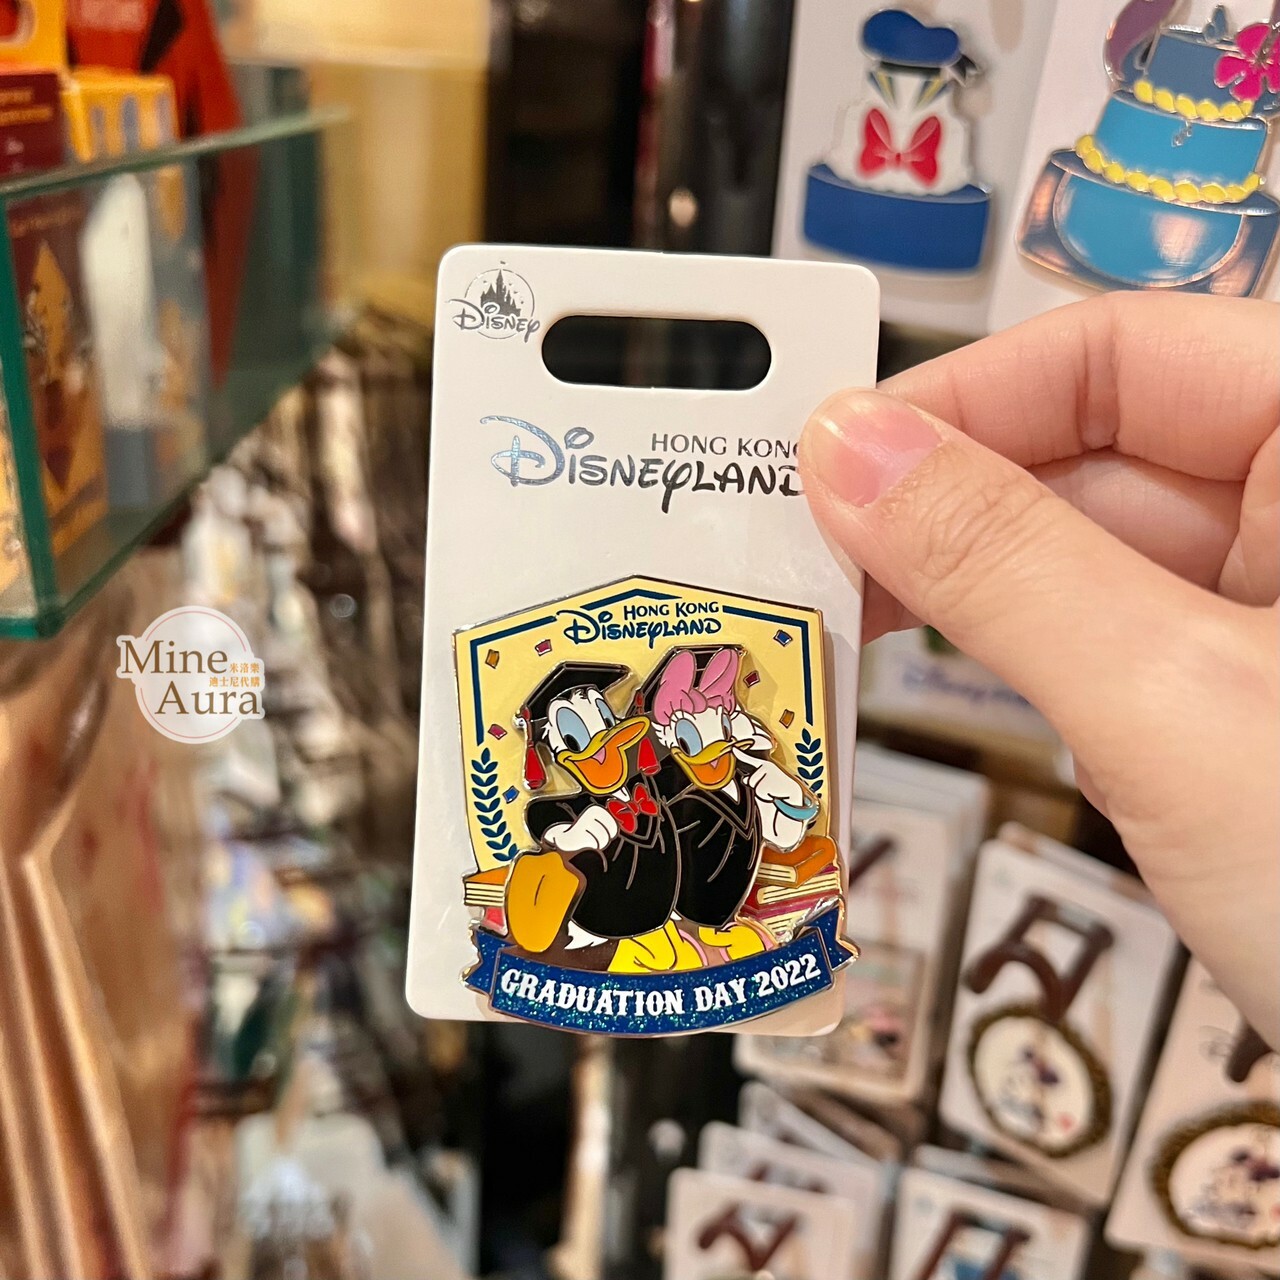 Disney
HONG KONG
Disneyland
HONG KONG
Disneyland
GRADUATION DAY 2022
Mine
米洛樂
迪士尼代購
Aura